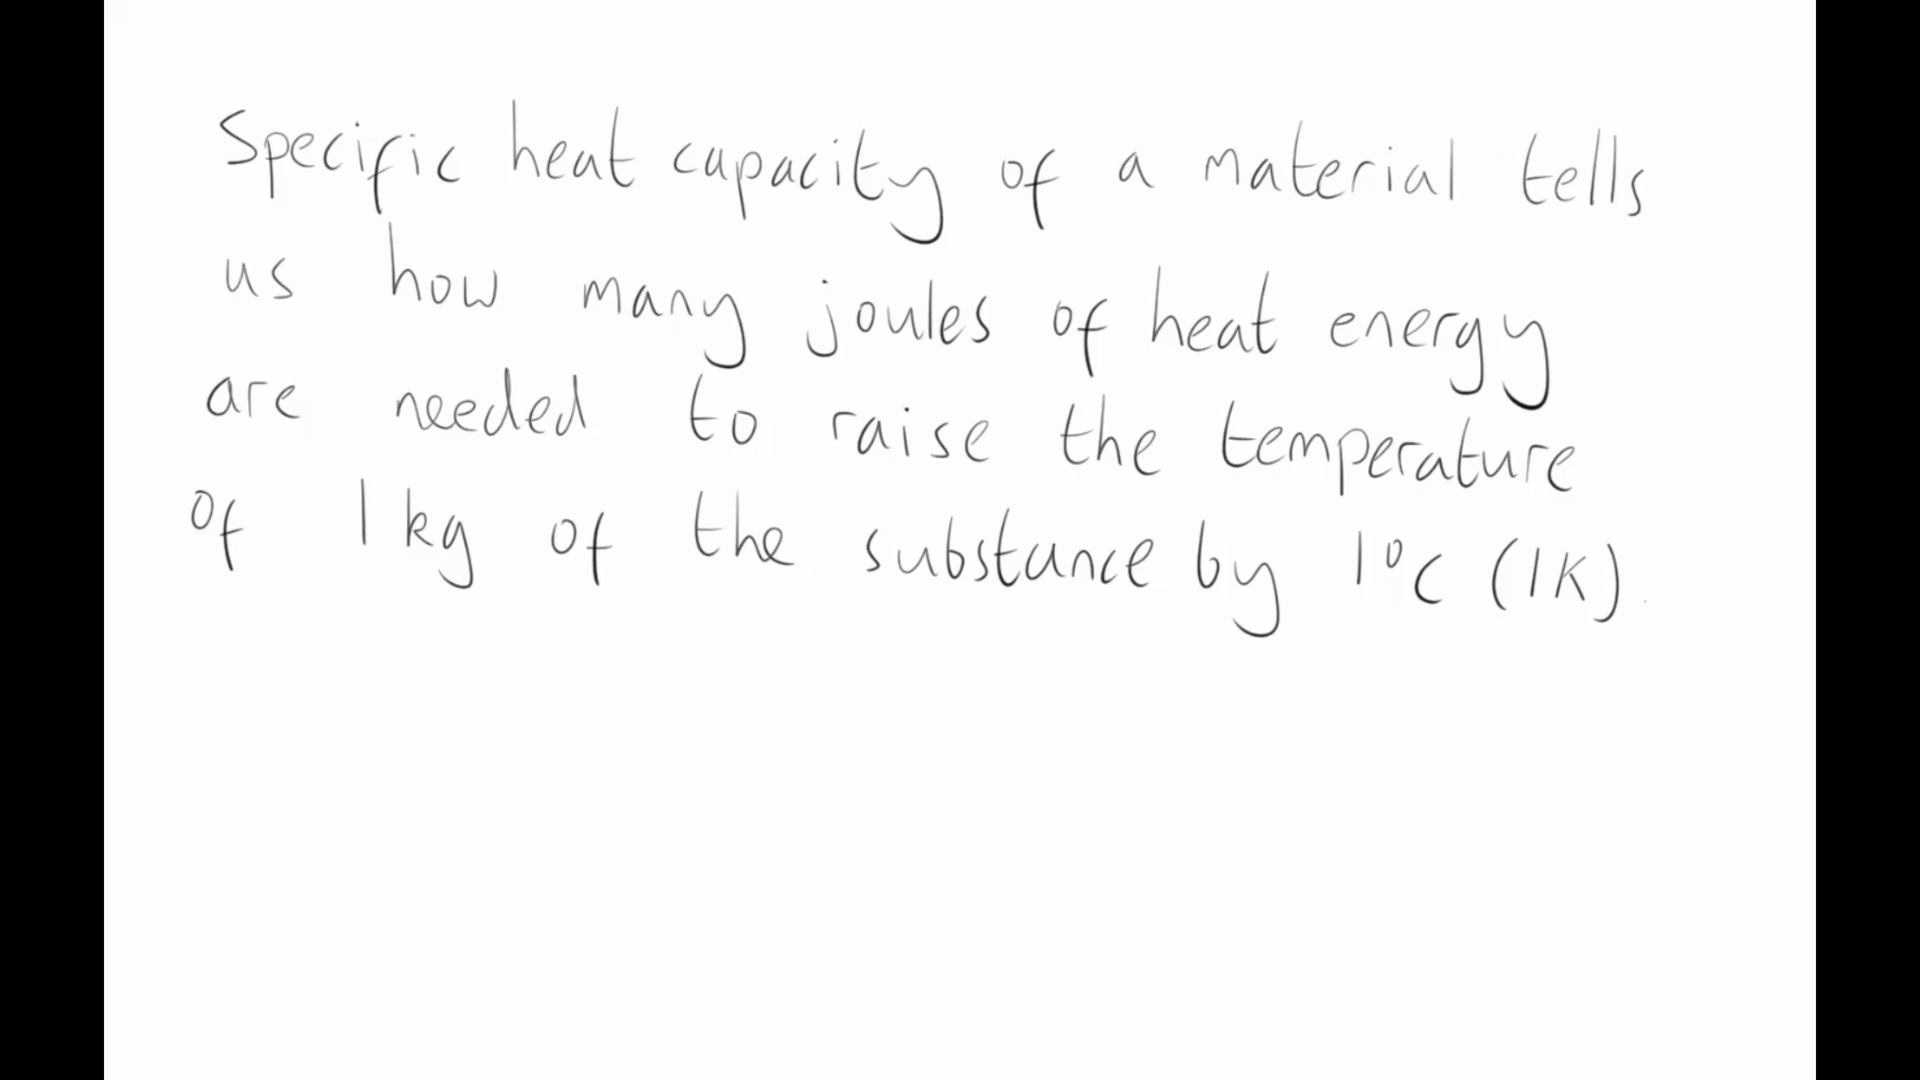 Specific heat capacity of a material tells
us how many joules of heat energy
are needed to raise the temperature
of 1kg of the substance by 1°C (1K).